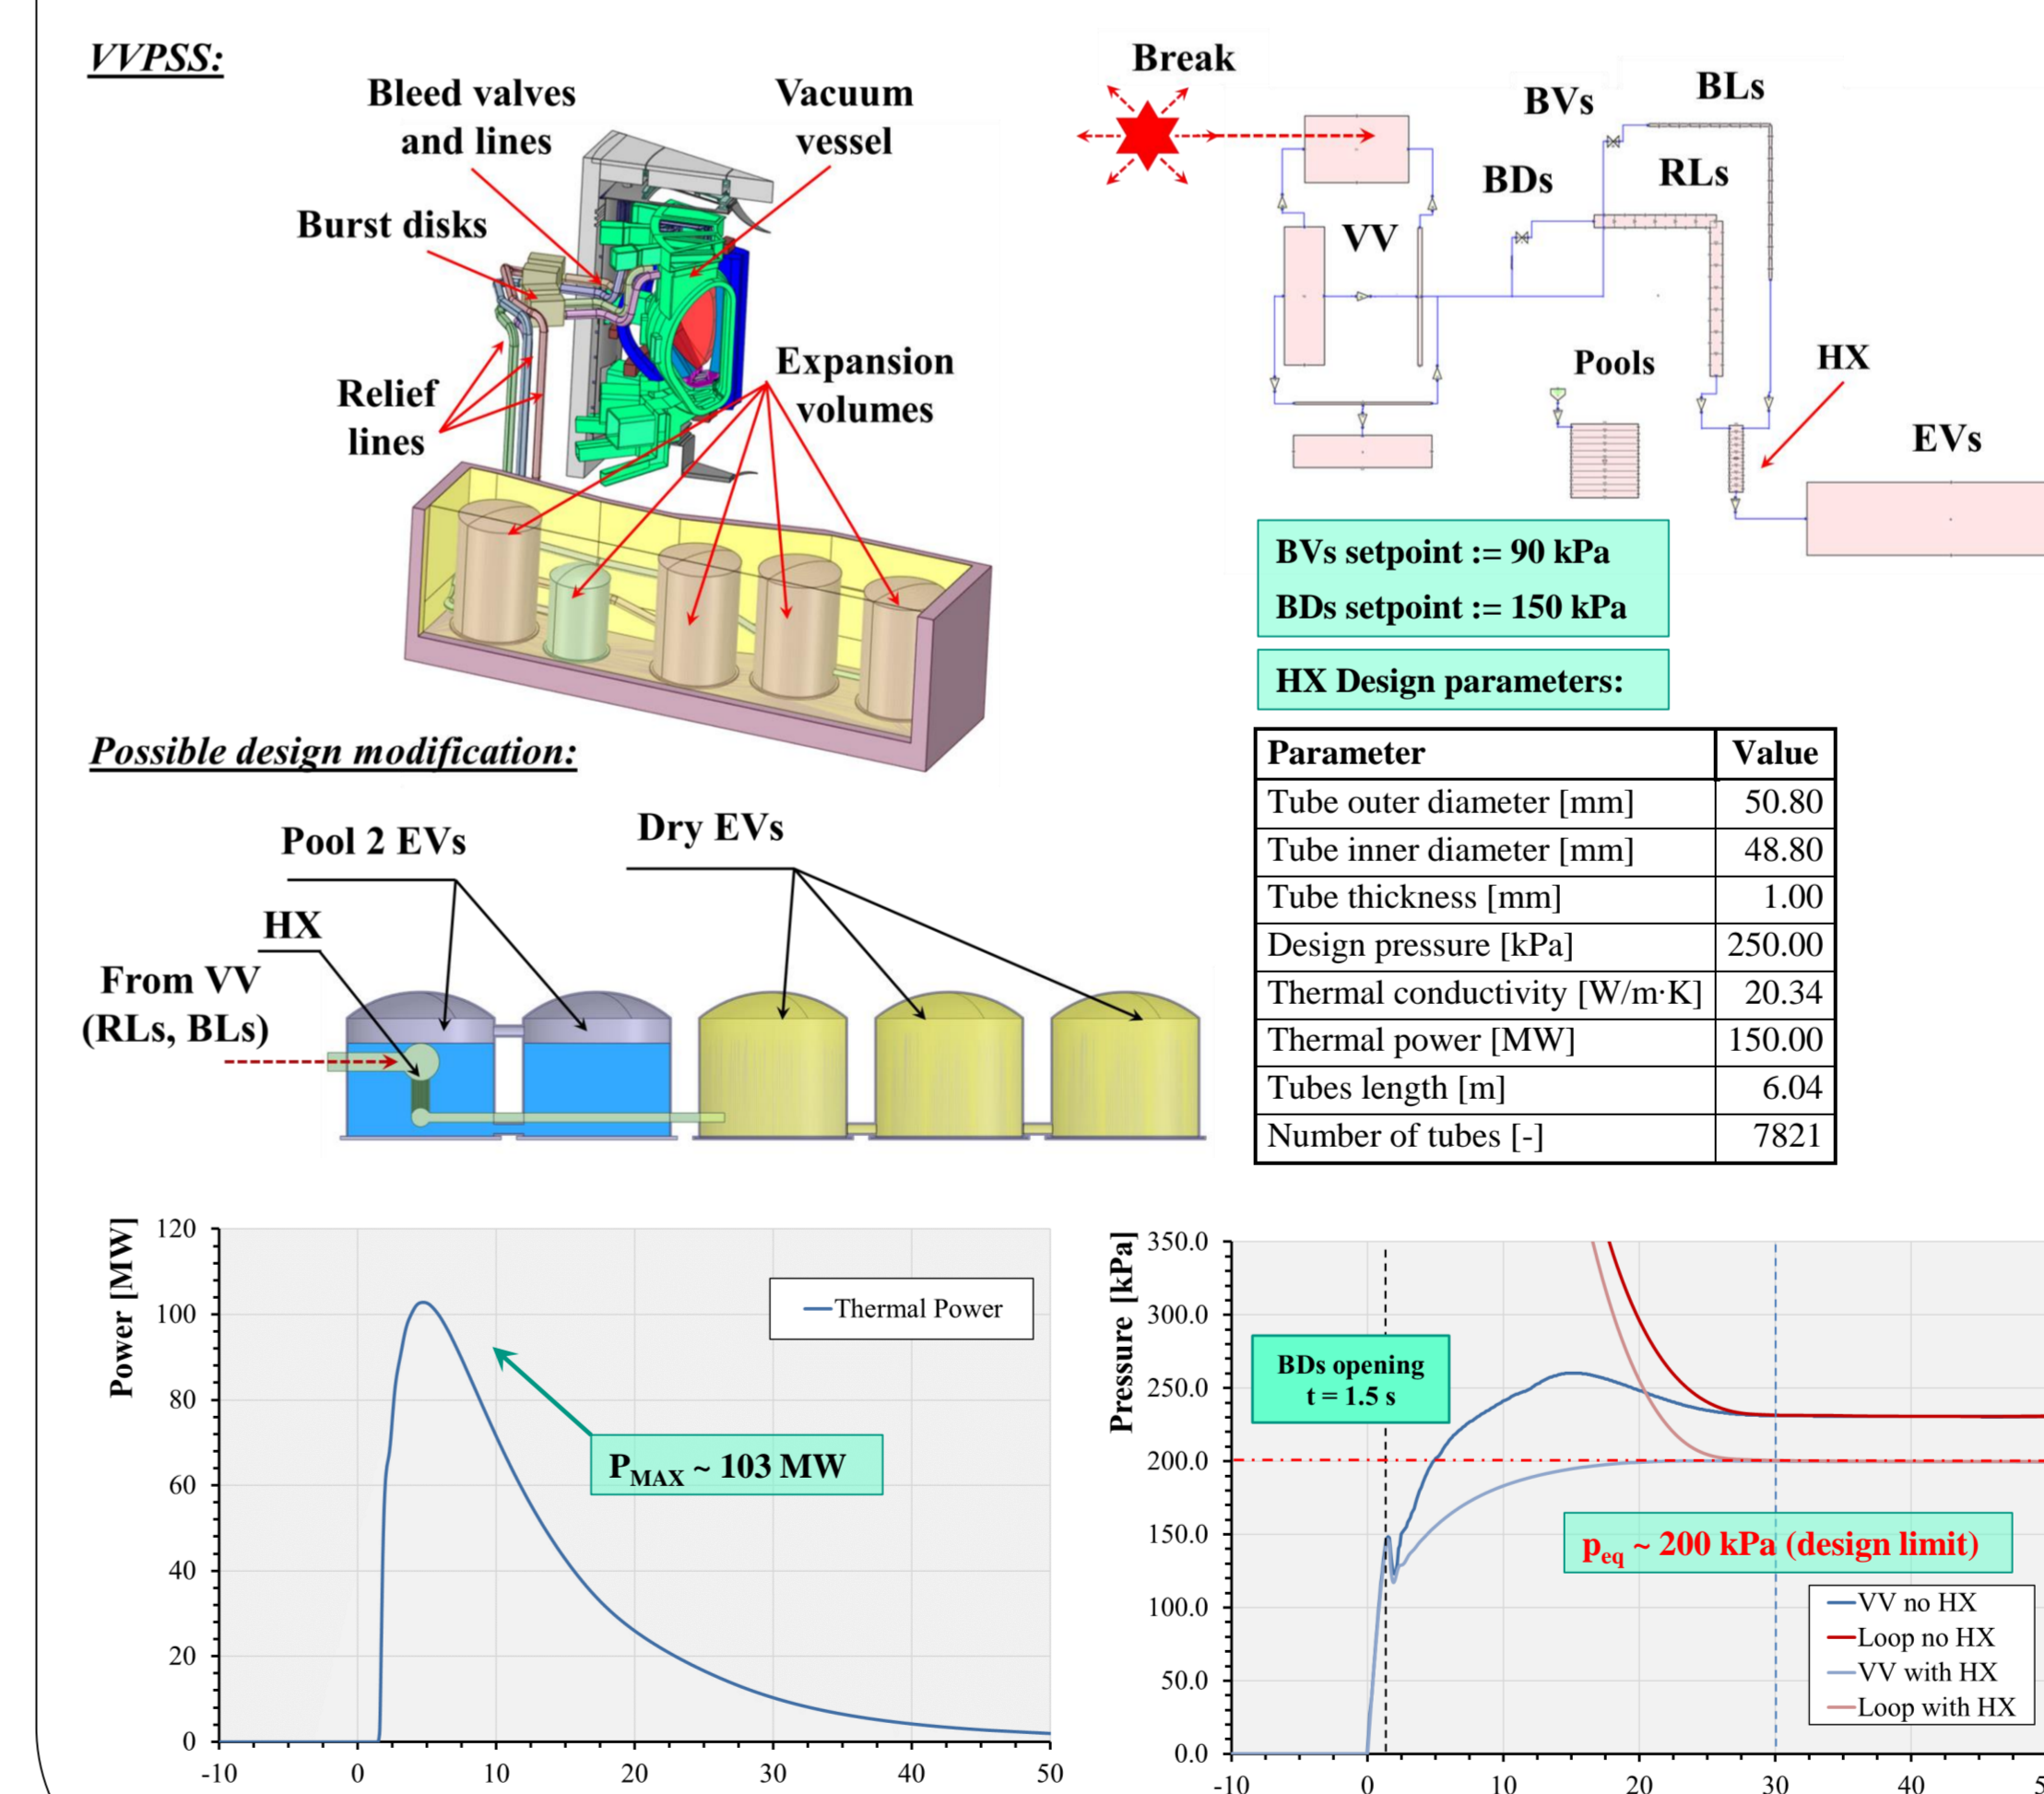 VVPSS:
Bleed valves
and lines
Vacuum
vessel
Burst disks
Relief
lines
Expansion
volumes
Break
BVs
BLs
BDs
RLs
VV
Pools
HX
EVs
BVs setpoint := 90 kPa
BDs setpoint := 150 kPa
HX Design parameters:
Parameter Value
Tube outer diameter [mm] 50.80
Tube inner diameter [mm] 48.80
Tube thickness [mm] 1.00
Design pressure [kPa] 250.00
Thermal conductivity [W/m·K] 20.34
Thermal power [MW] 150.00
Tubes length [m] 6.04
Number of tubes [-] 7821
Possible design modification:
Pool 2 EVs
Dry EVs
HX
From VV
(RLs, BLs)
Power [MW]
120
100
80
60
40
20
0
-10 0 10 20 30 40 50
Thermal Power
PMAX ~ 103 MW
Pressure [kPa]
350.0
300.0
250.0
200.0
150.0
100.0
50.0
0.0
-10 0 10 20 30 40
BDs opening
t = 1.5 s
peq ~ 200 kPa (design limit)
VV no HX
Loop no HX
VV with HX
Loop with HX